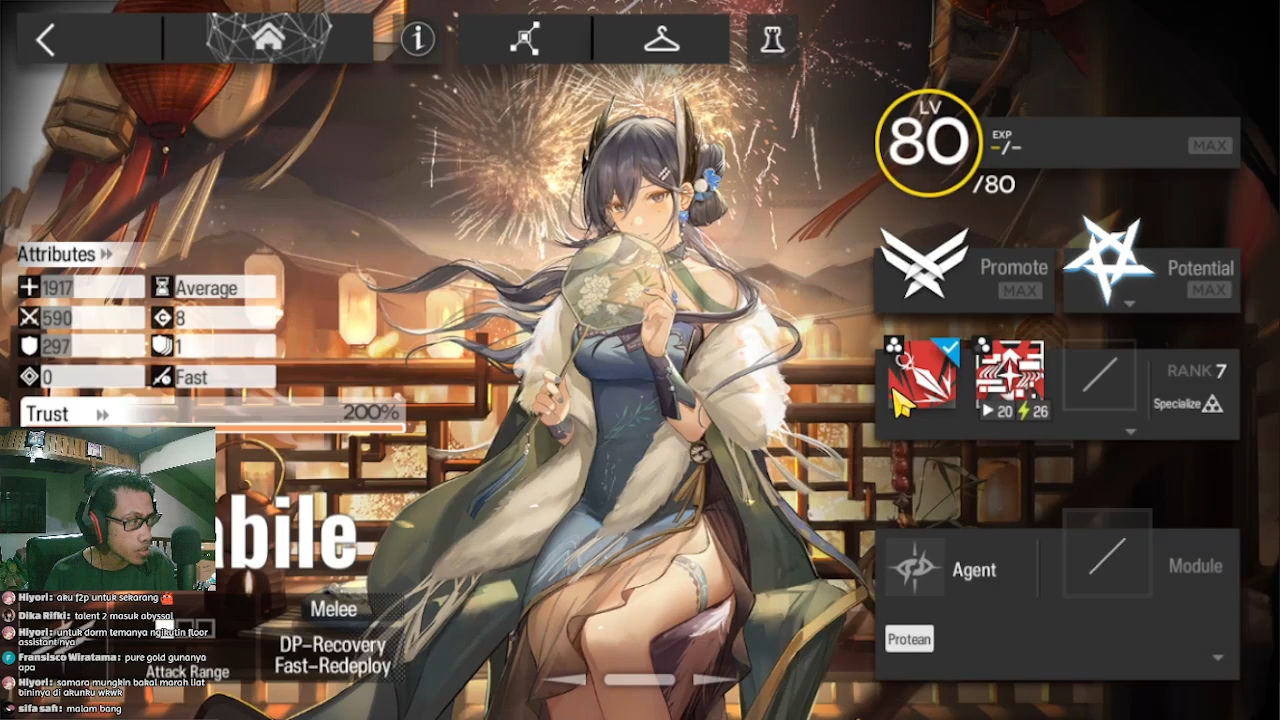 LV
80
EXP
-/-
MAX
/80
Promote
MAX
Potential
MAX
Attributes
1917
Average
590
8
297
1
0
Fast
Trust
200%
20
26
RANK 7
Specialize
bile
Melee
DP-Recovery
Fast-Redeploy
Attack Range
Agent
Protean
Module
Hiyori: aku f2p untuk sekarang
Dika Rifki: talent 2 masuk abyssal
Hiyori: untuk dorm temanya ngikutin floor
assistant nya
Fransisco Wiratama: pure gold gunanya
apa
Hiyori: samara mungkin bakal marah liat
bininya di akunku wkwk
sifa safi: malam bang